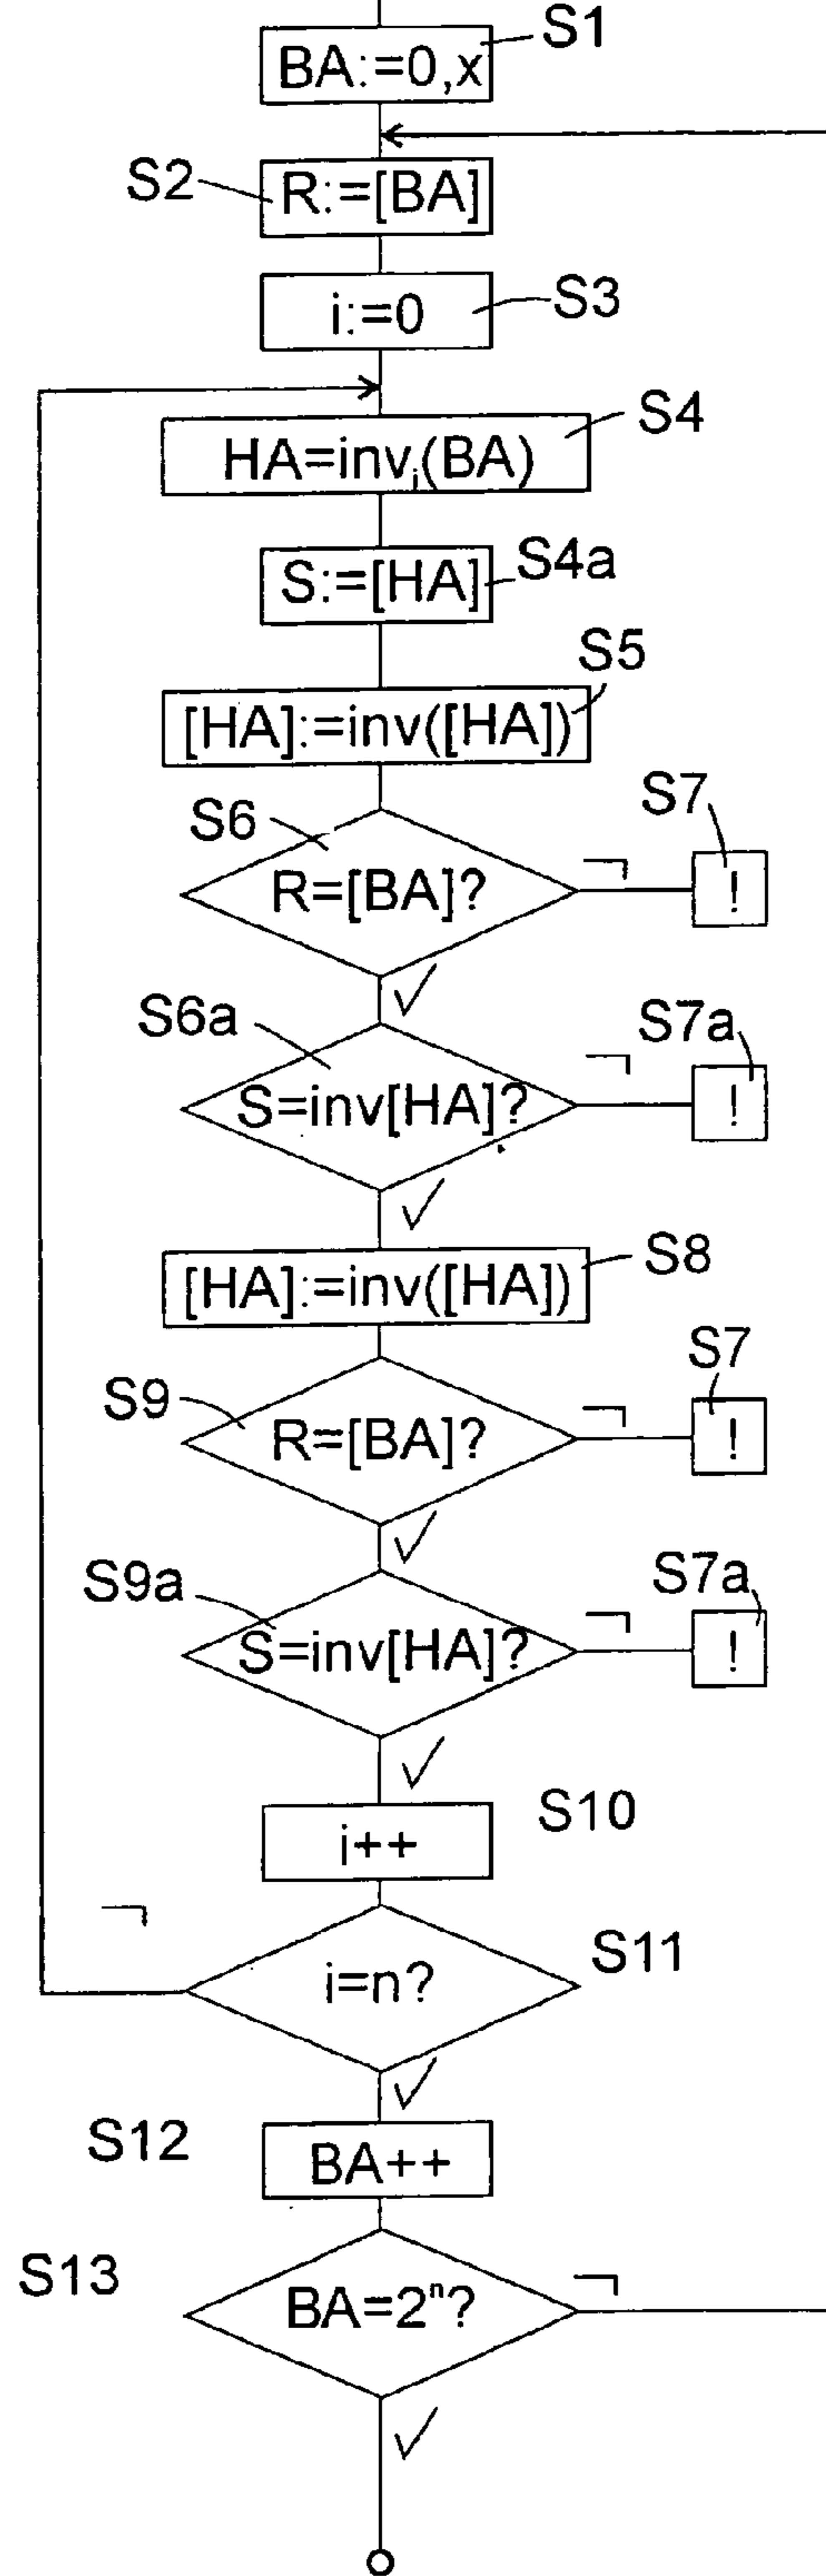 S1
BA:=0,x
S2
R:=[BA]
i:=0
S3
S4
HA=invᵢ(BA)
S:=[HA]
S4a
S5
[HA]:=inv([HA])
S6
S7
R=[BA]?
¬
!
✓
S6a
S7a
S=inv[HA]?
¬
!
✓
S8
[HA]:=inv([HA])
S7
S9
R=[BA]?
¬
!
✓
S9a
S7a
S=inv[HA]?
¬
!
✓
S10
i++
¬
S11
i=n?
✓
S12
BA++
S13
¬
BA=2ⁿ?
✓